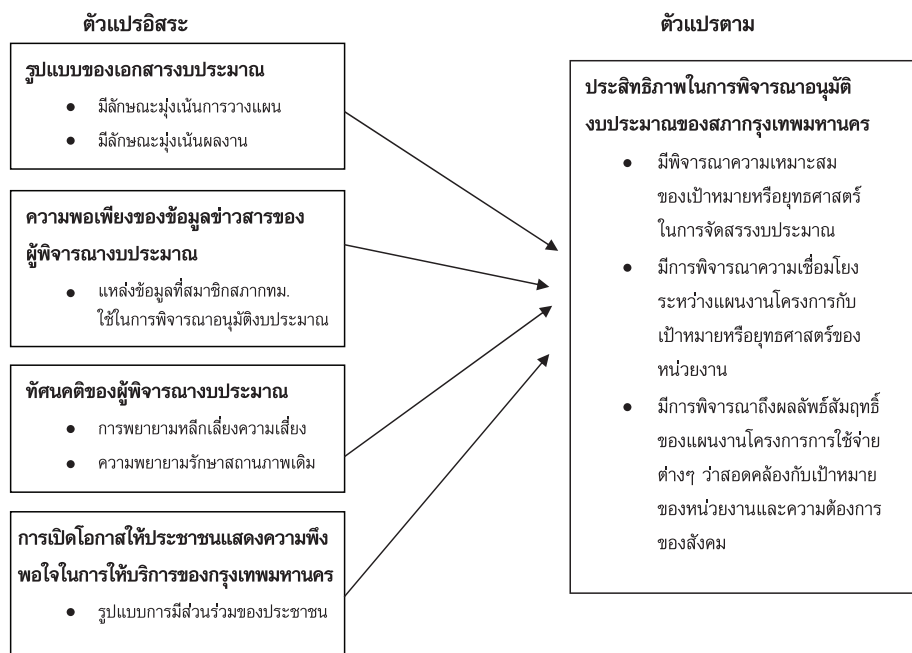 ตัวแปรอิสระ
รูปแบบของเอกสารงบประมาณ
● มีลักษณะมุ่งเน้นการวางแผน
● มีลักษณะมุ่งเน้นผลงาน
ความพอเพียงของข้อมูลข่าวสารของ
ผู้พิจารณางบประมาณ
● แหล่งข้อมูลที่สมาชิกสภากทม.
ใช้ในการพิจารณาอนุมัติงบประมาณ
ทัศนคติของผู้พิจารณางบประมาณ
● การพยายามหลีกเลี่ยงความเสี่ยง
● ความพยายามรักษาสถานภาพเดิม
การเปิดโอกาสให้ประชาชนแสดงความพึง
พอใจในการให้บริการของกรุงเทพมหานคร
● รูปแบบการมีส่วนร่วมของประชาชน
ตัวแปรตาม
ประสิทธิภาพในการพิจารณาอนุมัติ
งบประมาณของสภากรุงเทพมหานคร
● มีพิจารณาความเหมาะสม
ของเป้าหมายหรือยุทธศาสตร์
ในการจัดสรรงบประมาณ
● มีการพิจารณาความเชื่อมโยง
ระหว่างแผนงานโครงการกับ
เป้าหมายหรือยุทธศาสตร์ของ
หน่วยงาน
● มีการพิจารณาถึงผลลัพธ์สัมฤทธิ์
ของแผนงานโครงการการใช้จ่าย
ต่างๆ ว่าสอดคล้องกับเป้าหมาย
ของหน่วยงานและความต้องการ
ของสังคม